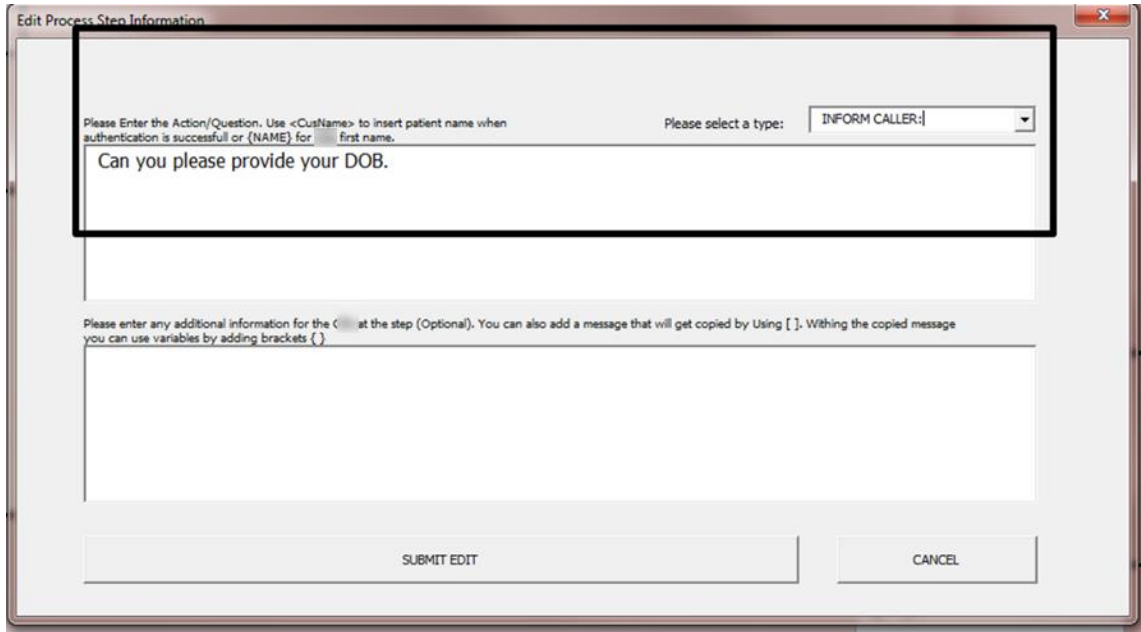 Edit Process Step Information
Please Enter the Action/Question. Use <CusName> to insert patient name when
authentication is successfull or {NAME} for first name.
Please select a type:
INFORM CALLER:
Can you please provide your DOB.
Please enter any additional information for the at the step (Optional). You can also add a message that will get copied by Using [ ]. Withing the copied message
you can use variables by adding brackets { }
SUBMIT EDIT
CANCEL